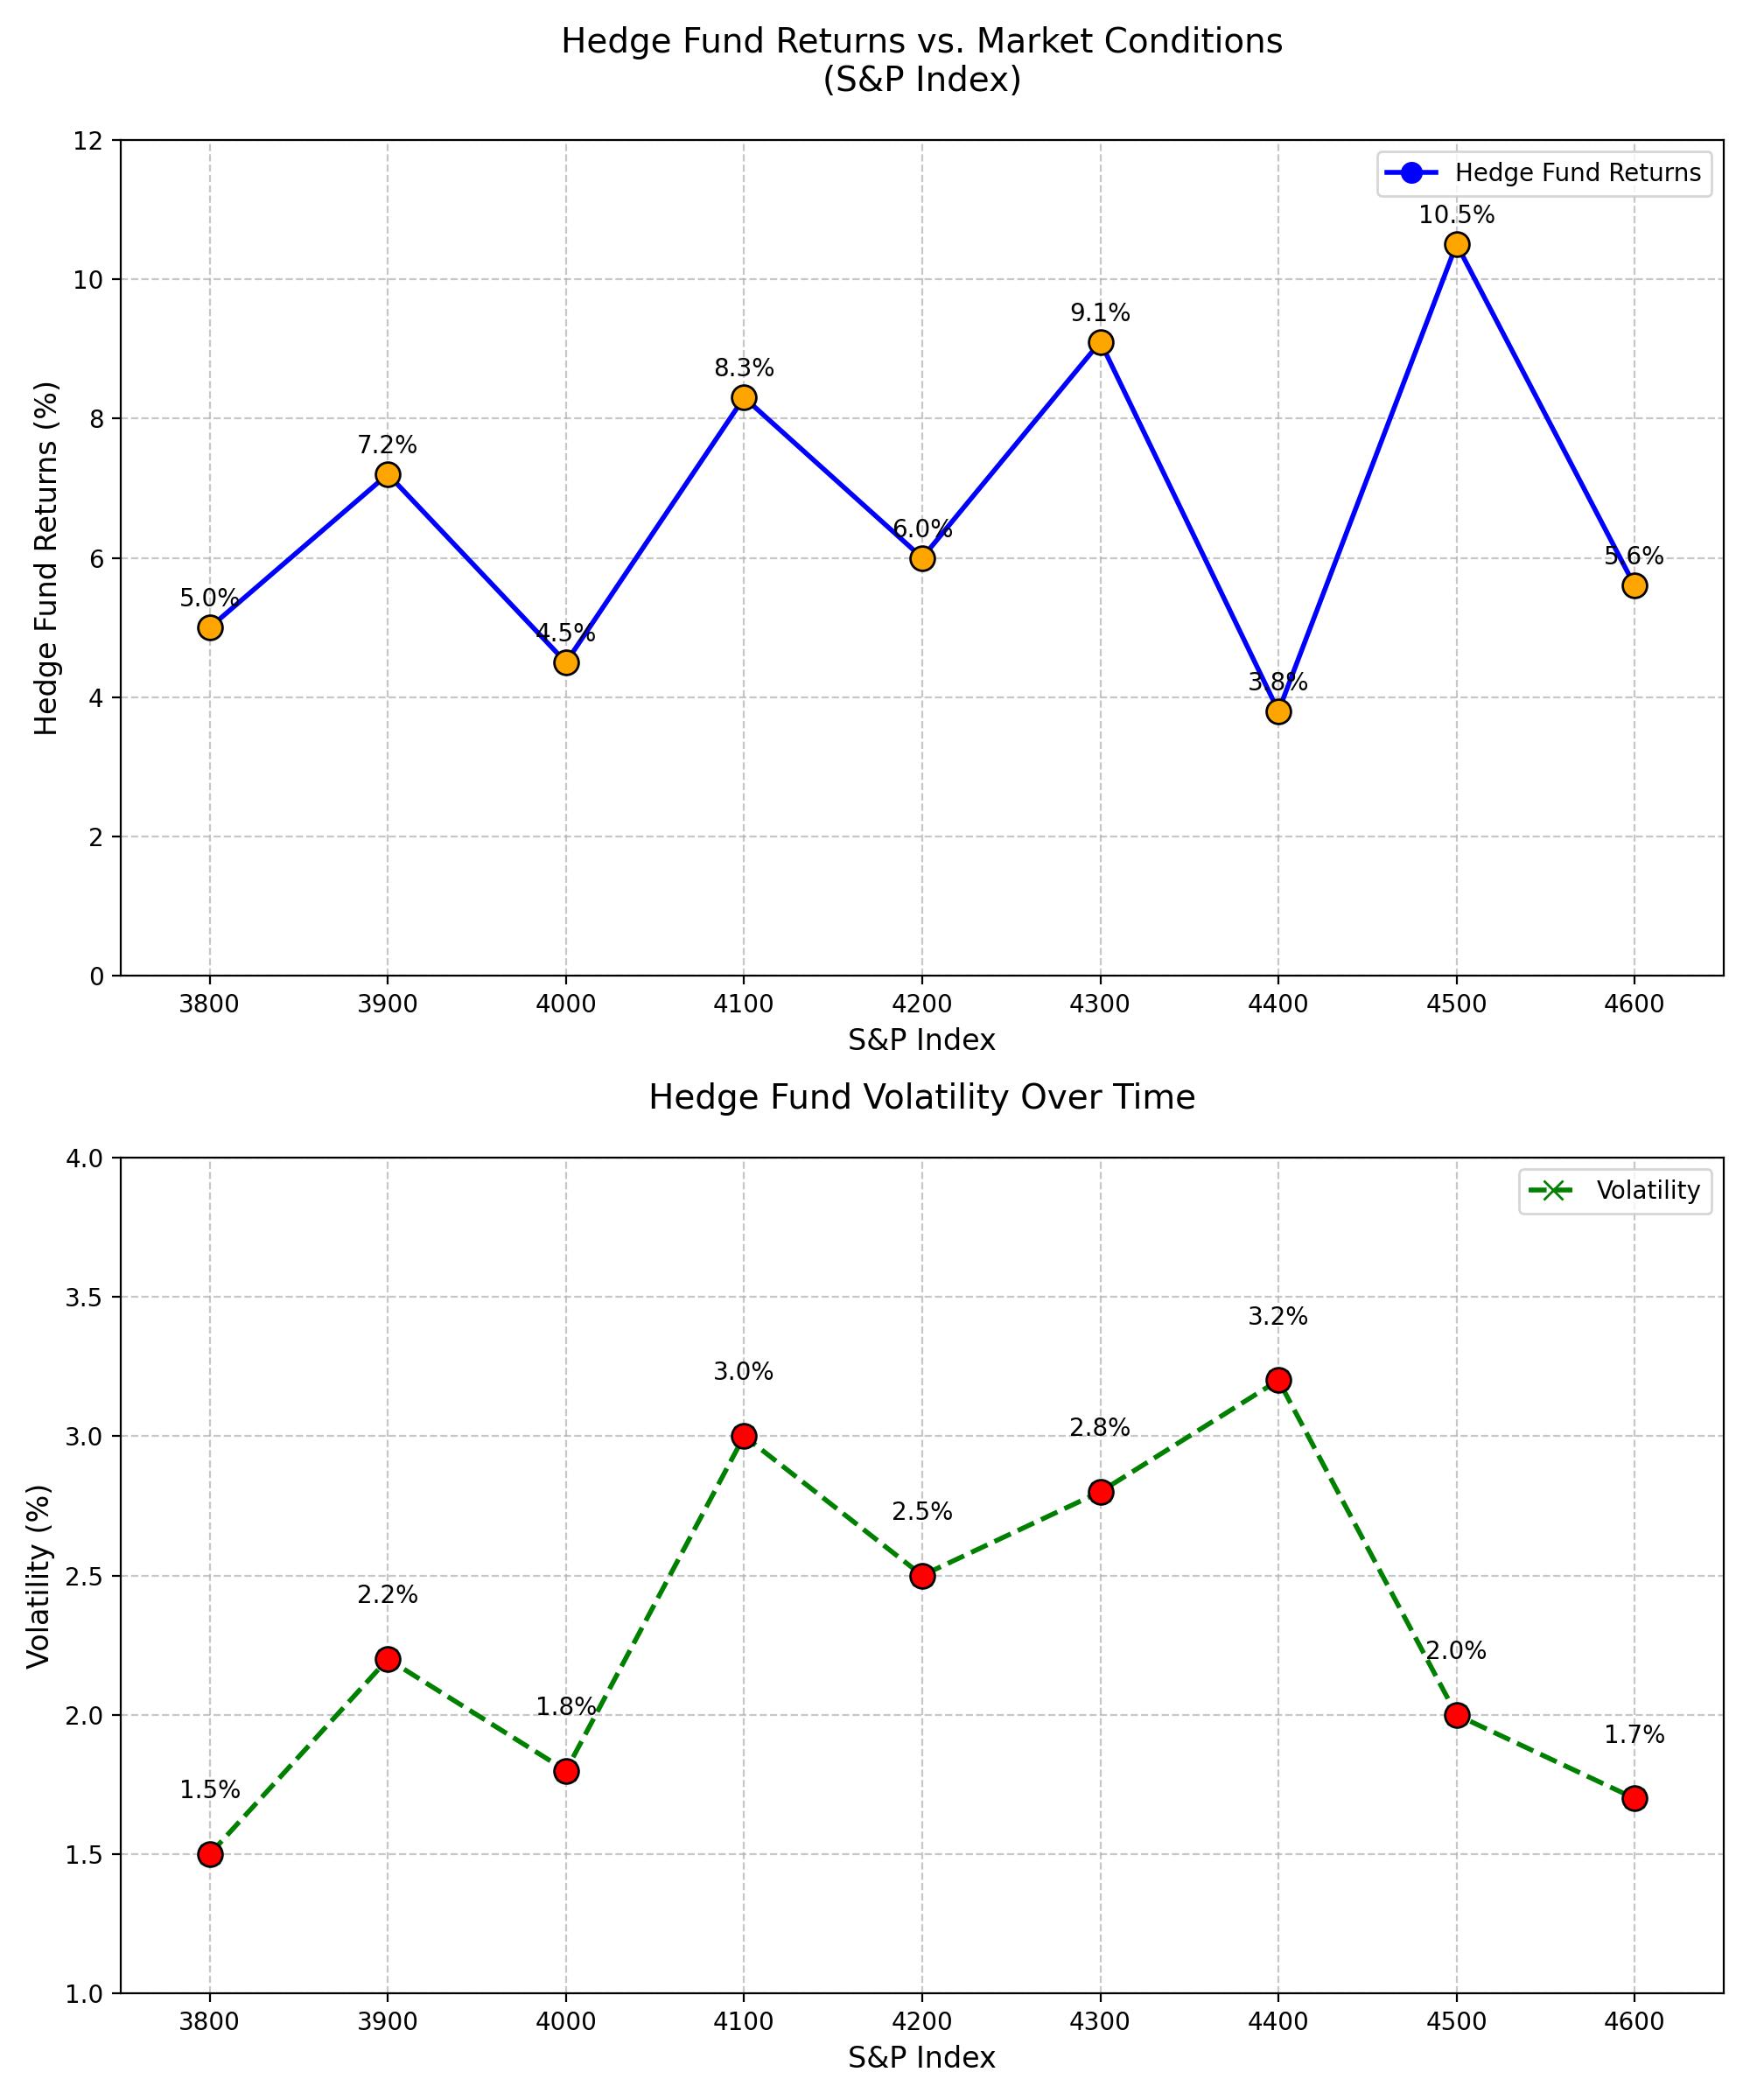 Hedge Fund Returns vs. Market Conditions
(S&P Index)
12
10
8
6
4
2
0
Hedge Fund Returns (%)
Hedge Fund Returns
5.0%
7.2%
4.5%
8.3%
6.0%
9.1%
3.8%
10.5%
5.6%
3800 3900 4000 4100 4200 4300 4400 4500 4600
S&P Index
Hedge Fund Volatility Over Time
4.0
3.5
3.0
2.5
2.0
1.5
1.0
Volatility (%)
Volatility
1.5%
2.2%
1.8%
3.0%
2.5%
2.8%
3.2%
2.0%
1.7%
3800 3900 4000 4100 4200 4300 4400 4500 4600
S&P Index